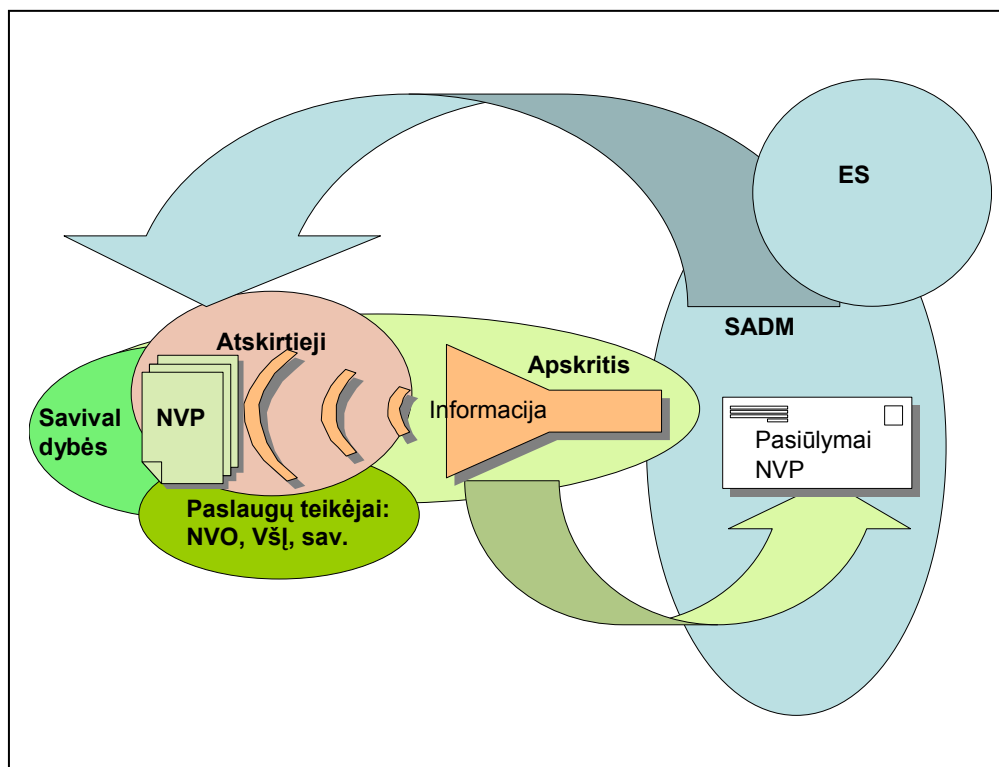 ES
SADM
Atskirtieji
Apskritis
Savival
dybės
NVP
Informacija
Pasiūlymai
NVP
Paslaugų teikėjai:
NVO, VšĮ, sav.